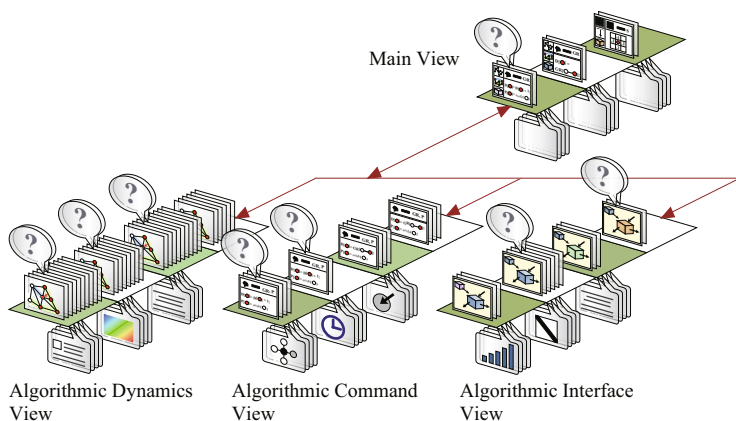 ?
Main View
?
?
?
?
?
?
?
Algorithmic Dynamics
View
Algorithmic Command
View
Algorithmic Interface
View